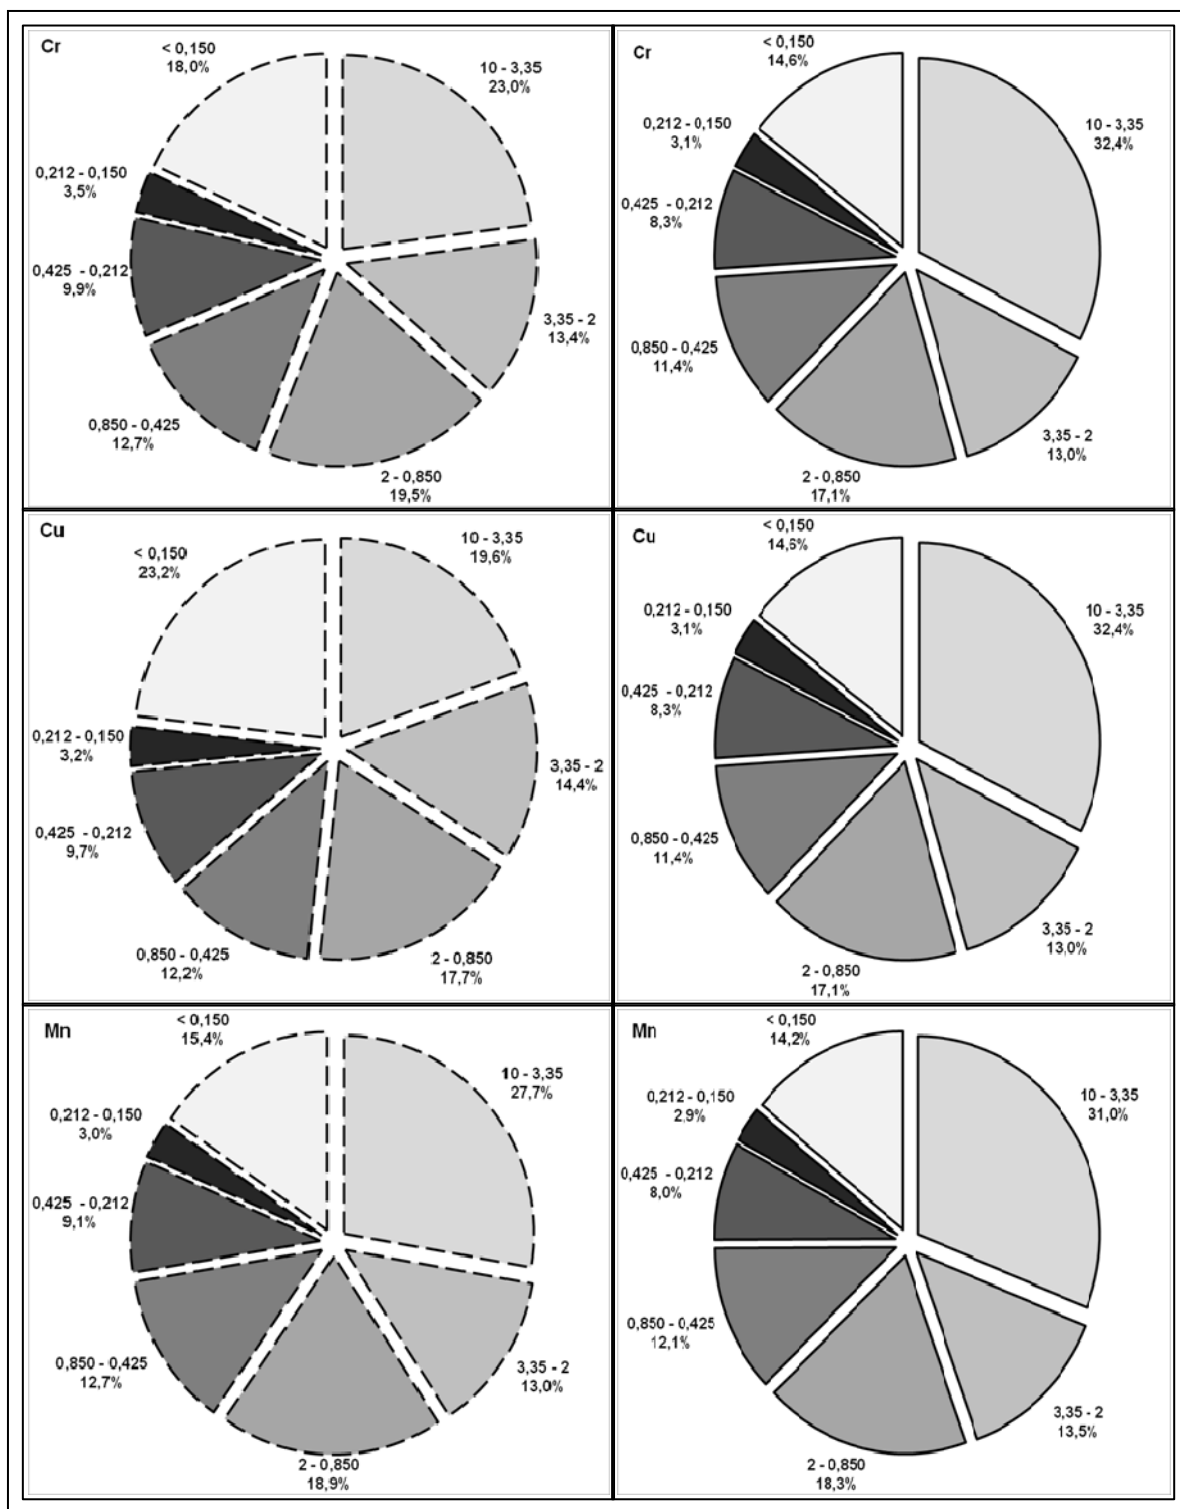 Cr
< 0,150
18,0%
10 - 3,35
23,0%
0,212 - 0,150
3,5%
0,425 - 0,212
9,9%
3,35 - 2
13,4%
0,850 - 0,425
12,7%
2 - 0,850
19,5%
Cr
< 0,150
14,6%
10 - 3,35
32,4%
0,212 - 0,150
3,1%
0,425 - 0,212
8,3%
0,850 - 0,425
11,4%
3,35 - 2
13,0%
2 - 0,850
17,1%
Cu
< 0,150
23,2%
10 - 3,35
19,6%
0,212 - 0,150
3,2%
3,35 - 2
14,4%
0,425 - 0,212
9,7%
0,850 - 0,425
12,2%
2 - 0,850
17,7%
Cu
< 0,150
14,6%
10 - 3,35
32,4%
0,212 - 0,150
3,1%
0,425 - 0,212
8,3%
0,850 - 0,425
11,4%
3,35 - 2
13,0%
2 - 0,850
17,1%
Mn
< 0,150
15,4%
10 - 3,35
27,7%
0,212 - 0,150
3,0%
0,425 - 0,212
9,1%
0,850 - 0,425
12,7%
3,35 - 2
13,0%
2 - 0,850
18,9%
Mn
< 0,150
14,2%
10 - 3,35
31,0%
0,212 - 0,150
2,9%
0,425 - 0,212
8,0%
0,850 - 0,425
12,1%
3,35 - 2
13,5%
2 - 0,850
18,3%